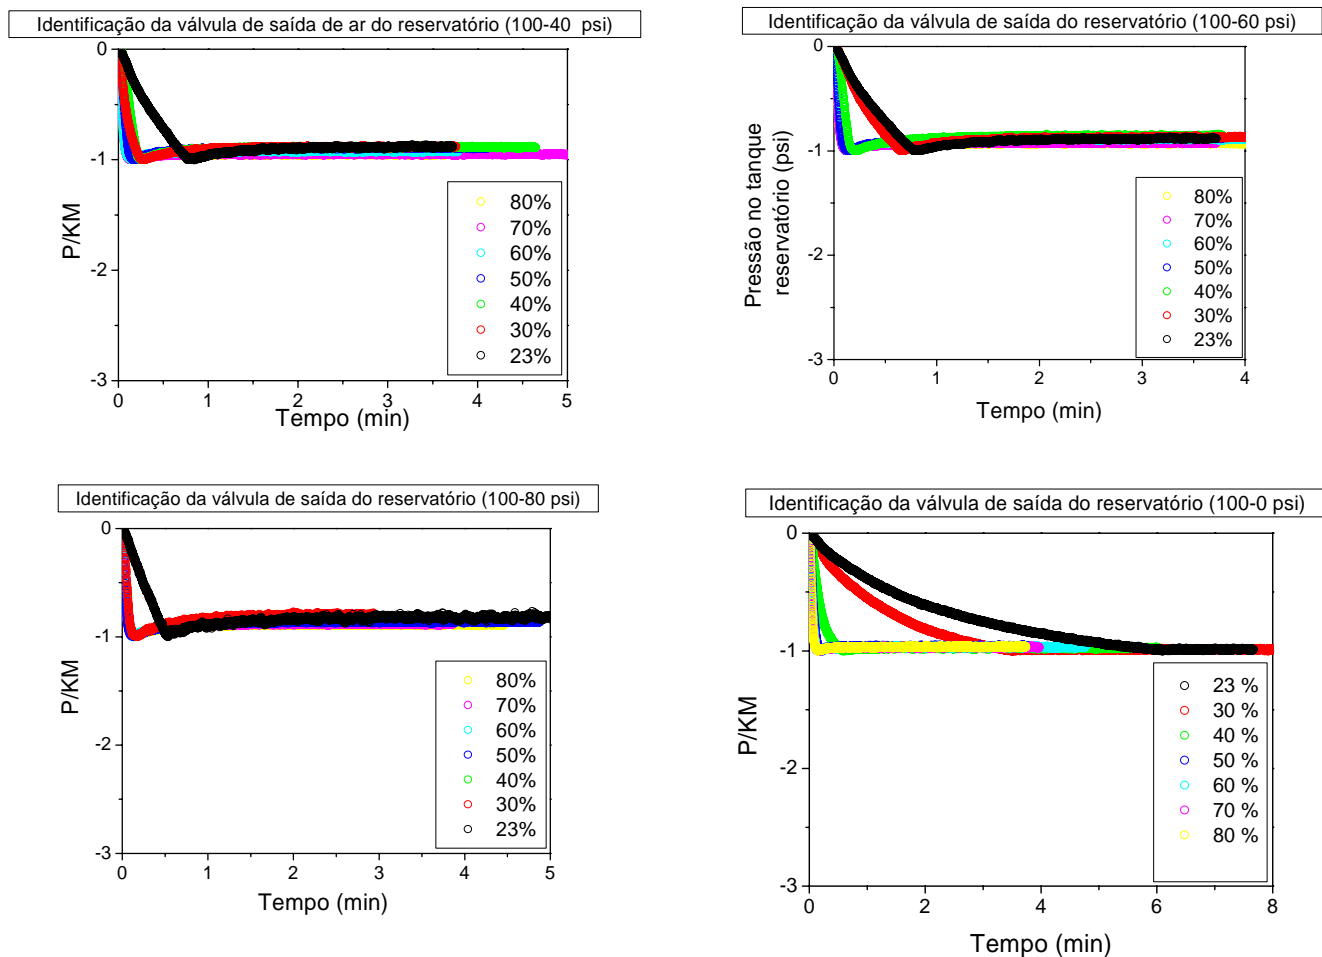 Identificação da válvula de saída de ar do reservatório (100-40 psi)
0
-1
-2
-3
P/KM
80%
70%
60%
50%
40%
30%
23%
0 1 2 3 4 5
Tempo (min)
Identificação da válvula de saída do reservatório (100-60 psi)
0
-1
-2
-3
Pressão no tanque
reservatório (psi)
80%
70%
60%
50%
40%
30%
23%
0 1 2 3 4
Tempo (min)
Identificação da válvula de saída do reservatório (100-80 psi)
0
-1
-2
-3
P/KM
80%
70%
60%
50%
40%
30%
23%
0 1 2 3 4 5
Tempo (min)
Identificação da válvula de saída do reservatório (100-0 psi)
0
-1
-2
-3
P/KM
23 %
30 %
40 %
50 %
60 %
70 %
80 %
0 2 4 6 8
Tempo (min)